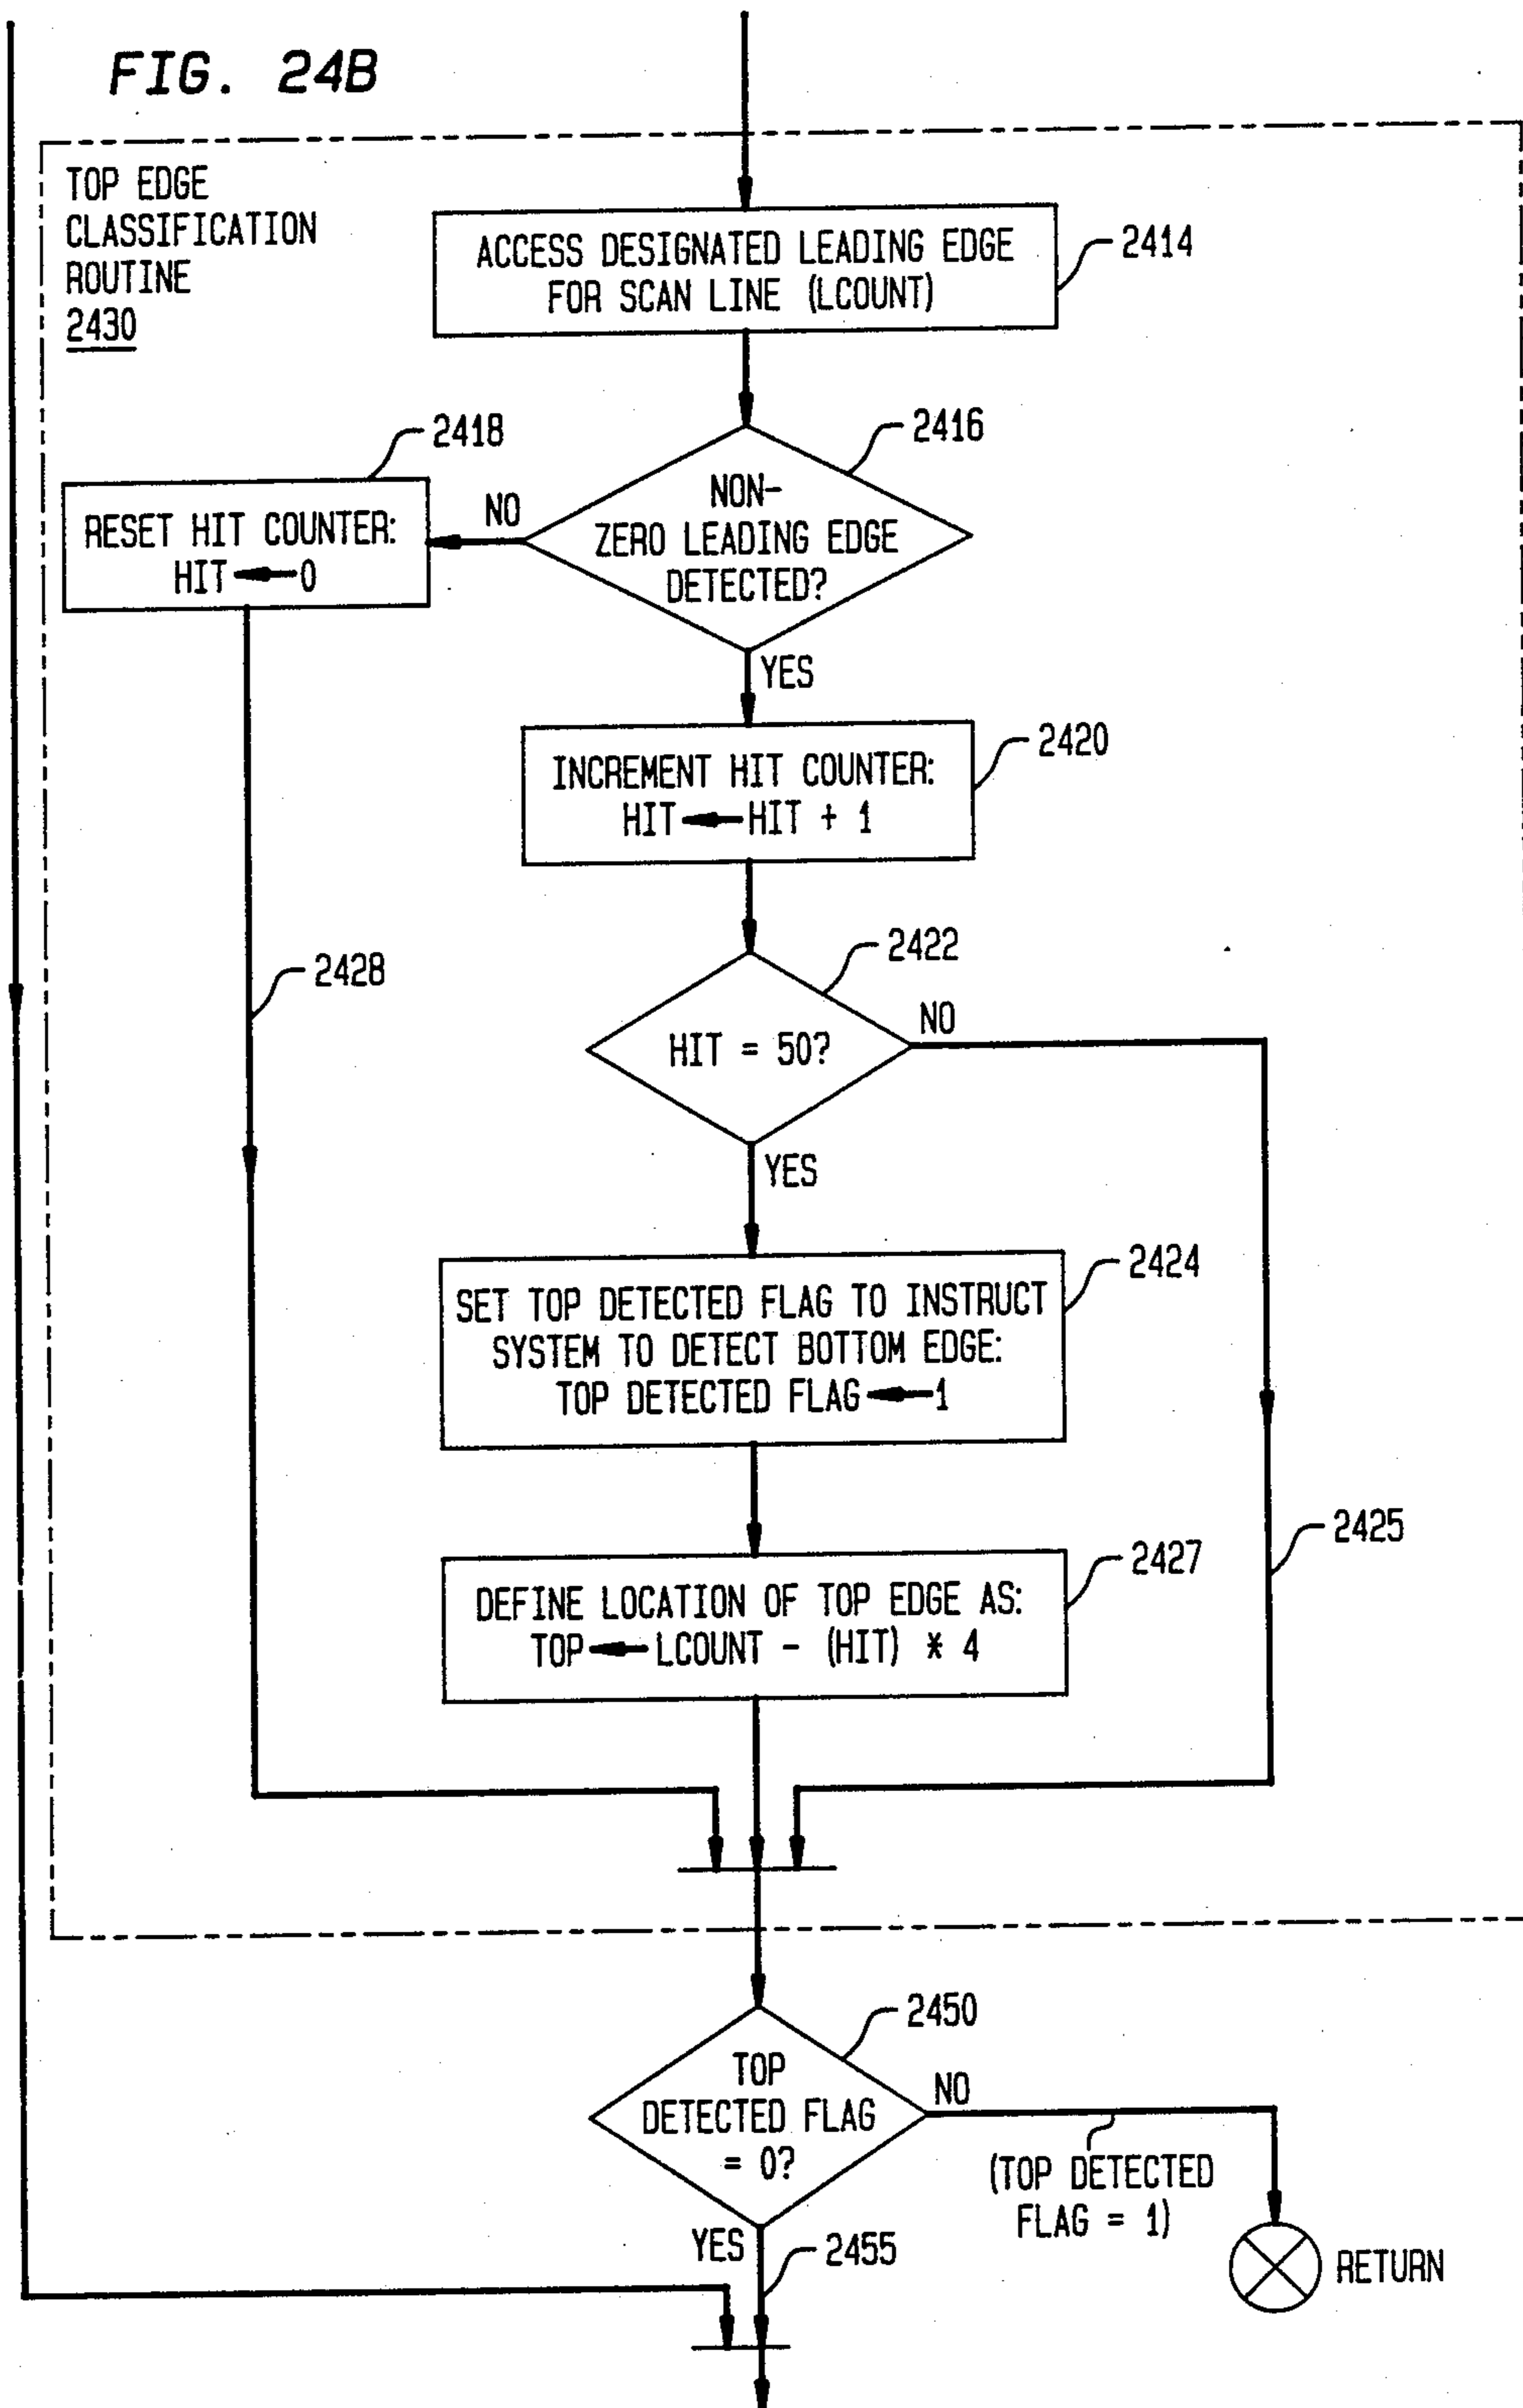 FIG. 24B
TOP EDGE
CLASSIFICATION
ROUTINE
2430
ACCESS DESIGNATED LEADING EDGE
FOR SCAN LINE (LCOUNT)
2414
2416
2418
NON-
ZERO LEADING EDGE
DETECTED?
NO
RESET HIT COUNTER:
HIT ← 0
YES
INCREMENT HIT COUNTER:
HIT ← HIT + 1
2420
2428
2422
HIT = 50?
NO
YES
SET TOP DETECTED FLAG TO INSTRUCT
SYSTEM TO DETECT BOTTOM EDGE:
TOP DETECTED FLAG ← 1
2424
2425
DEFINE LOCATION OF TOP EDGE AS:
TOP ← LCOUNT - (HIT) * 4
2427
2450
TOP
DETECTED FLAG
= 0?
NO
(TOP DETECTED
FLAG = 1)
YES
2455
RETURN